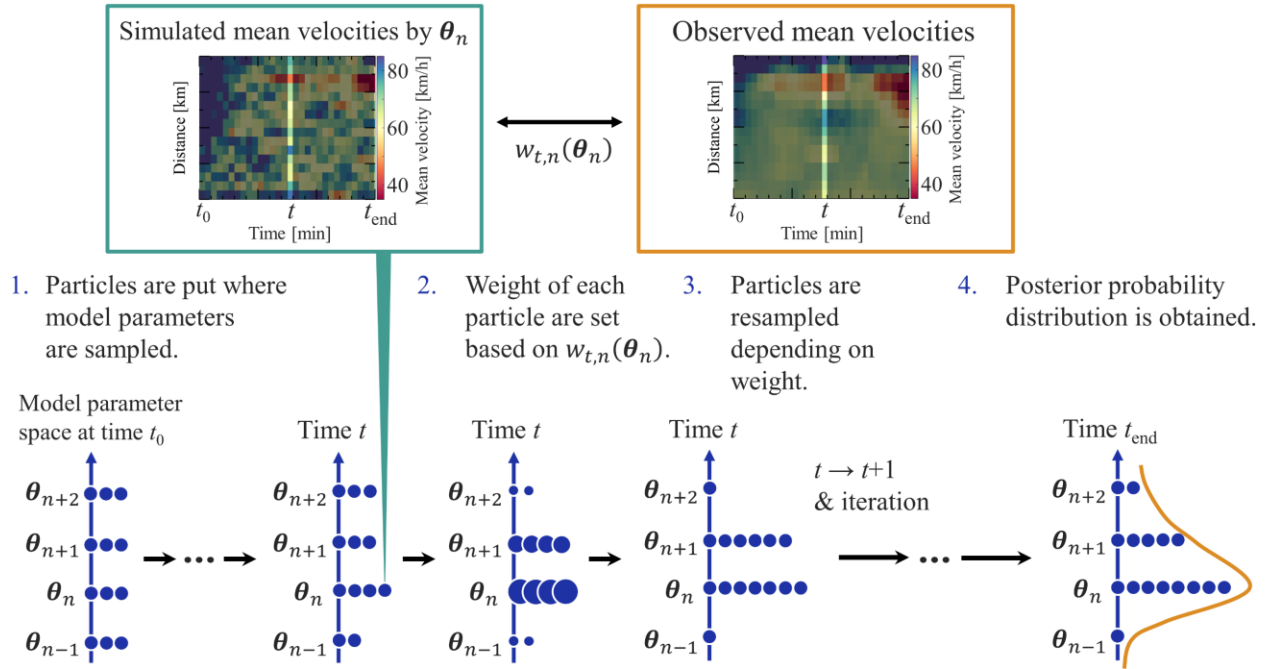 Simulated mean velocities by θₙ
Distance [km]
80
60
40
Mean velocity [km/h]
t₀
t
t_end
Time [min]
w_{t,n}(θₙ)
Observed mean velocities
Distance [km]
80
60
40
Mean velocity [km/h]
t₀
t
t_end
Time [min]
1. Particles are put where
model parameters
are sampled.
2. Weight of each
particle are set
based on w_{t,n}(θₙ).
3. Particles are
resampled
depending on
weight.
4. Posterior probability
distribution is obtained.
Model parameter
space at time t₀
θₙ₊₂
θₙ₊₁
θₙ
θₙ₋₁
...
Time t
θₙ₊₂
θₙ₊₁
θₙ
θₙ₋₁
Time t
θₙ₊₂
θₙ₊₁
θₙ
θₙ₋₁
Time t
θₙ₊₂
θₙ₊₁
θₙ
θₙ₋₁
t → t+1
& iteration
...
Time t_end
θₙ₊₂
θₙ₊₁
θₙ
θₙ₋₁